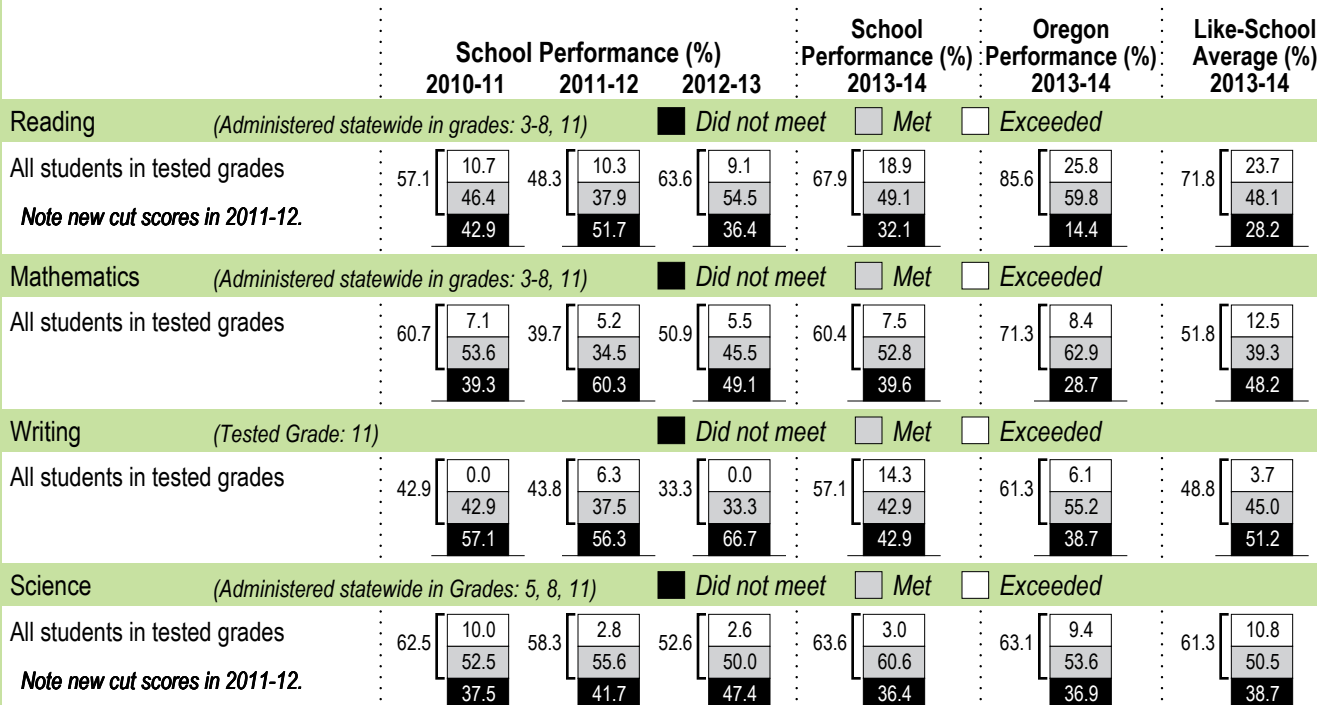 School Performance (%)
2010-11 2011-12 2012-13
School Performance (%) 2013-14
Oregon Performance (%) 2013-14
Like-School Average (%) 2013-14
Reading (Administered statewide in grades: 3-8, 11) Did not meet Met Exceeded
All students in tested grades
Note new cut scores in 2011-12.
57.1 10.7 48.3 10.3 63.6 9.1 67.9 18.9 85.6 25.8 71.8 23.7
46.4 37.9 54.5 49.1 59.8 48.1
42.9 51.7 36.4 32.1 14.4 28.2
Mathematics (Administered statewide in grades: 3-8, 11) Did not meet Met Exceeded
All students in tested grades
60.7 7.1 39.7 5.2 50.9 5.5 60.4 7.5 71.3 8.4 51.8 12.5
53.6 34.5 45.5 52.8 62.9 39.3
39.3 60.3 49.1 39.6 28.7 48.2
Writing (Tested Grade: 11) Did not meet Met Exceeded
All students in tested grades
42.9 0.0 43.8 6.3 33.3 0.0 57.1 14.3 61.3 6.1 48.8 3.7
42.9 37.5 33.3 42.9 55.2 45.0
57.1 56.3 66.7 42.9 38.7 51.2
Science (Administered statewide in Grades: 5, 8, 11) Did not meet Met Exceeded
All students in tested grades
Note new cut scores in 2011-12.
62.5 10.0 58.3 2.8 52.6 2.6 63.6 3.0 63.1 9.4 61.3 10.8
52.5 55.6 50.0 60.6 53.6 50.5
37.5 41.7 47.4 36.4 36.9 38.7